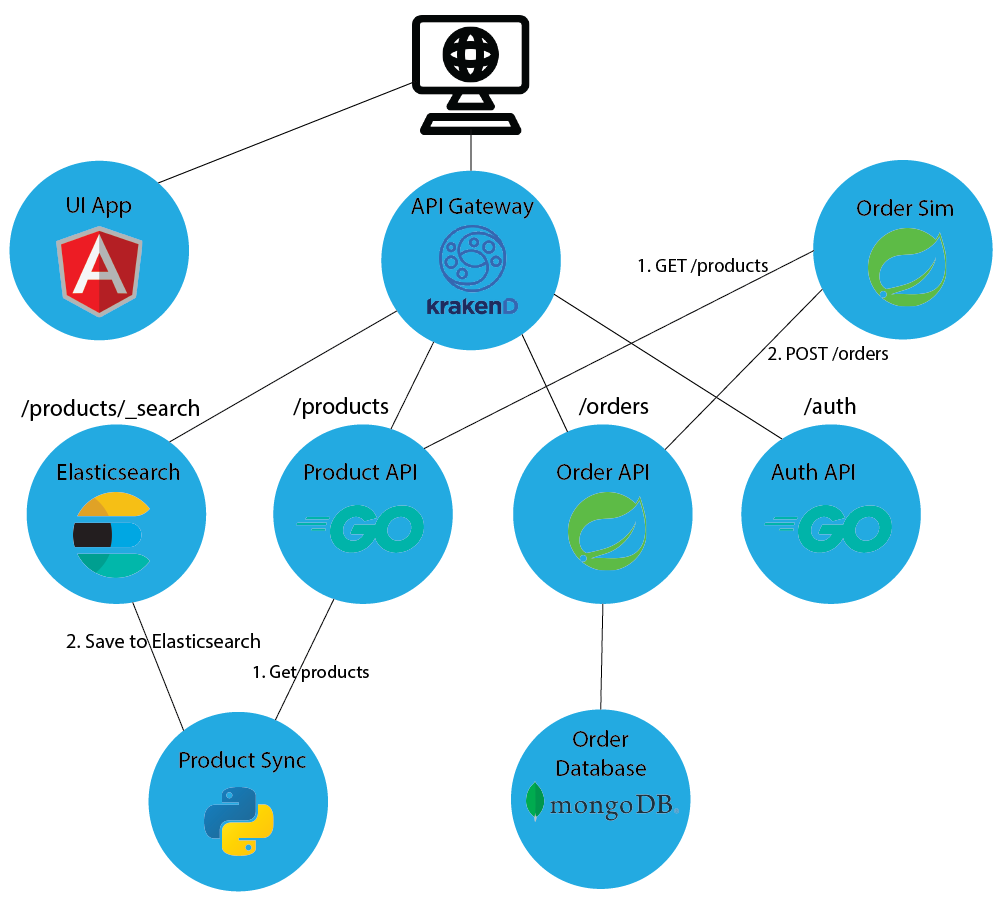 UI App
API Gateway
krakenD
Order Sim
1. GET /products
2. POST /orders
/products/_search
/products
/orders
/auth
Elasticsearch
Product API
GO
Order API
Auth API
GO
2. Save to Elasticsearch
1. Get products
Product Sync
Order
Database
mongoDB®